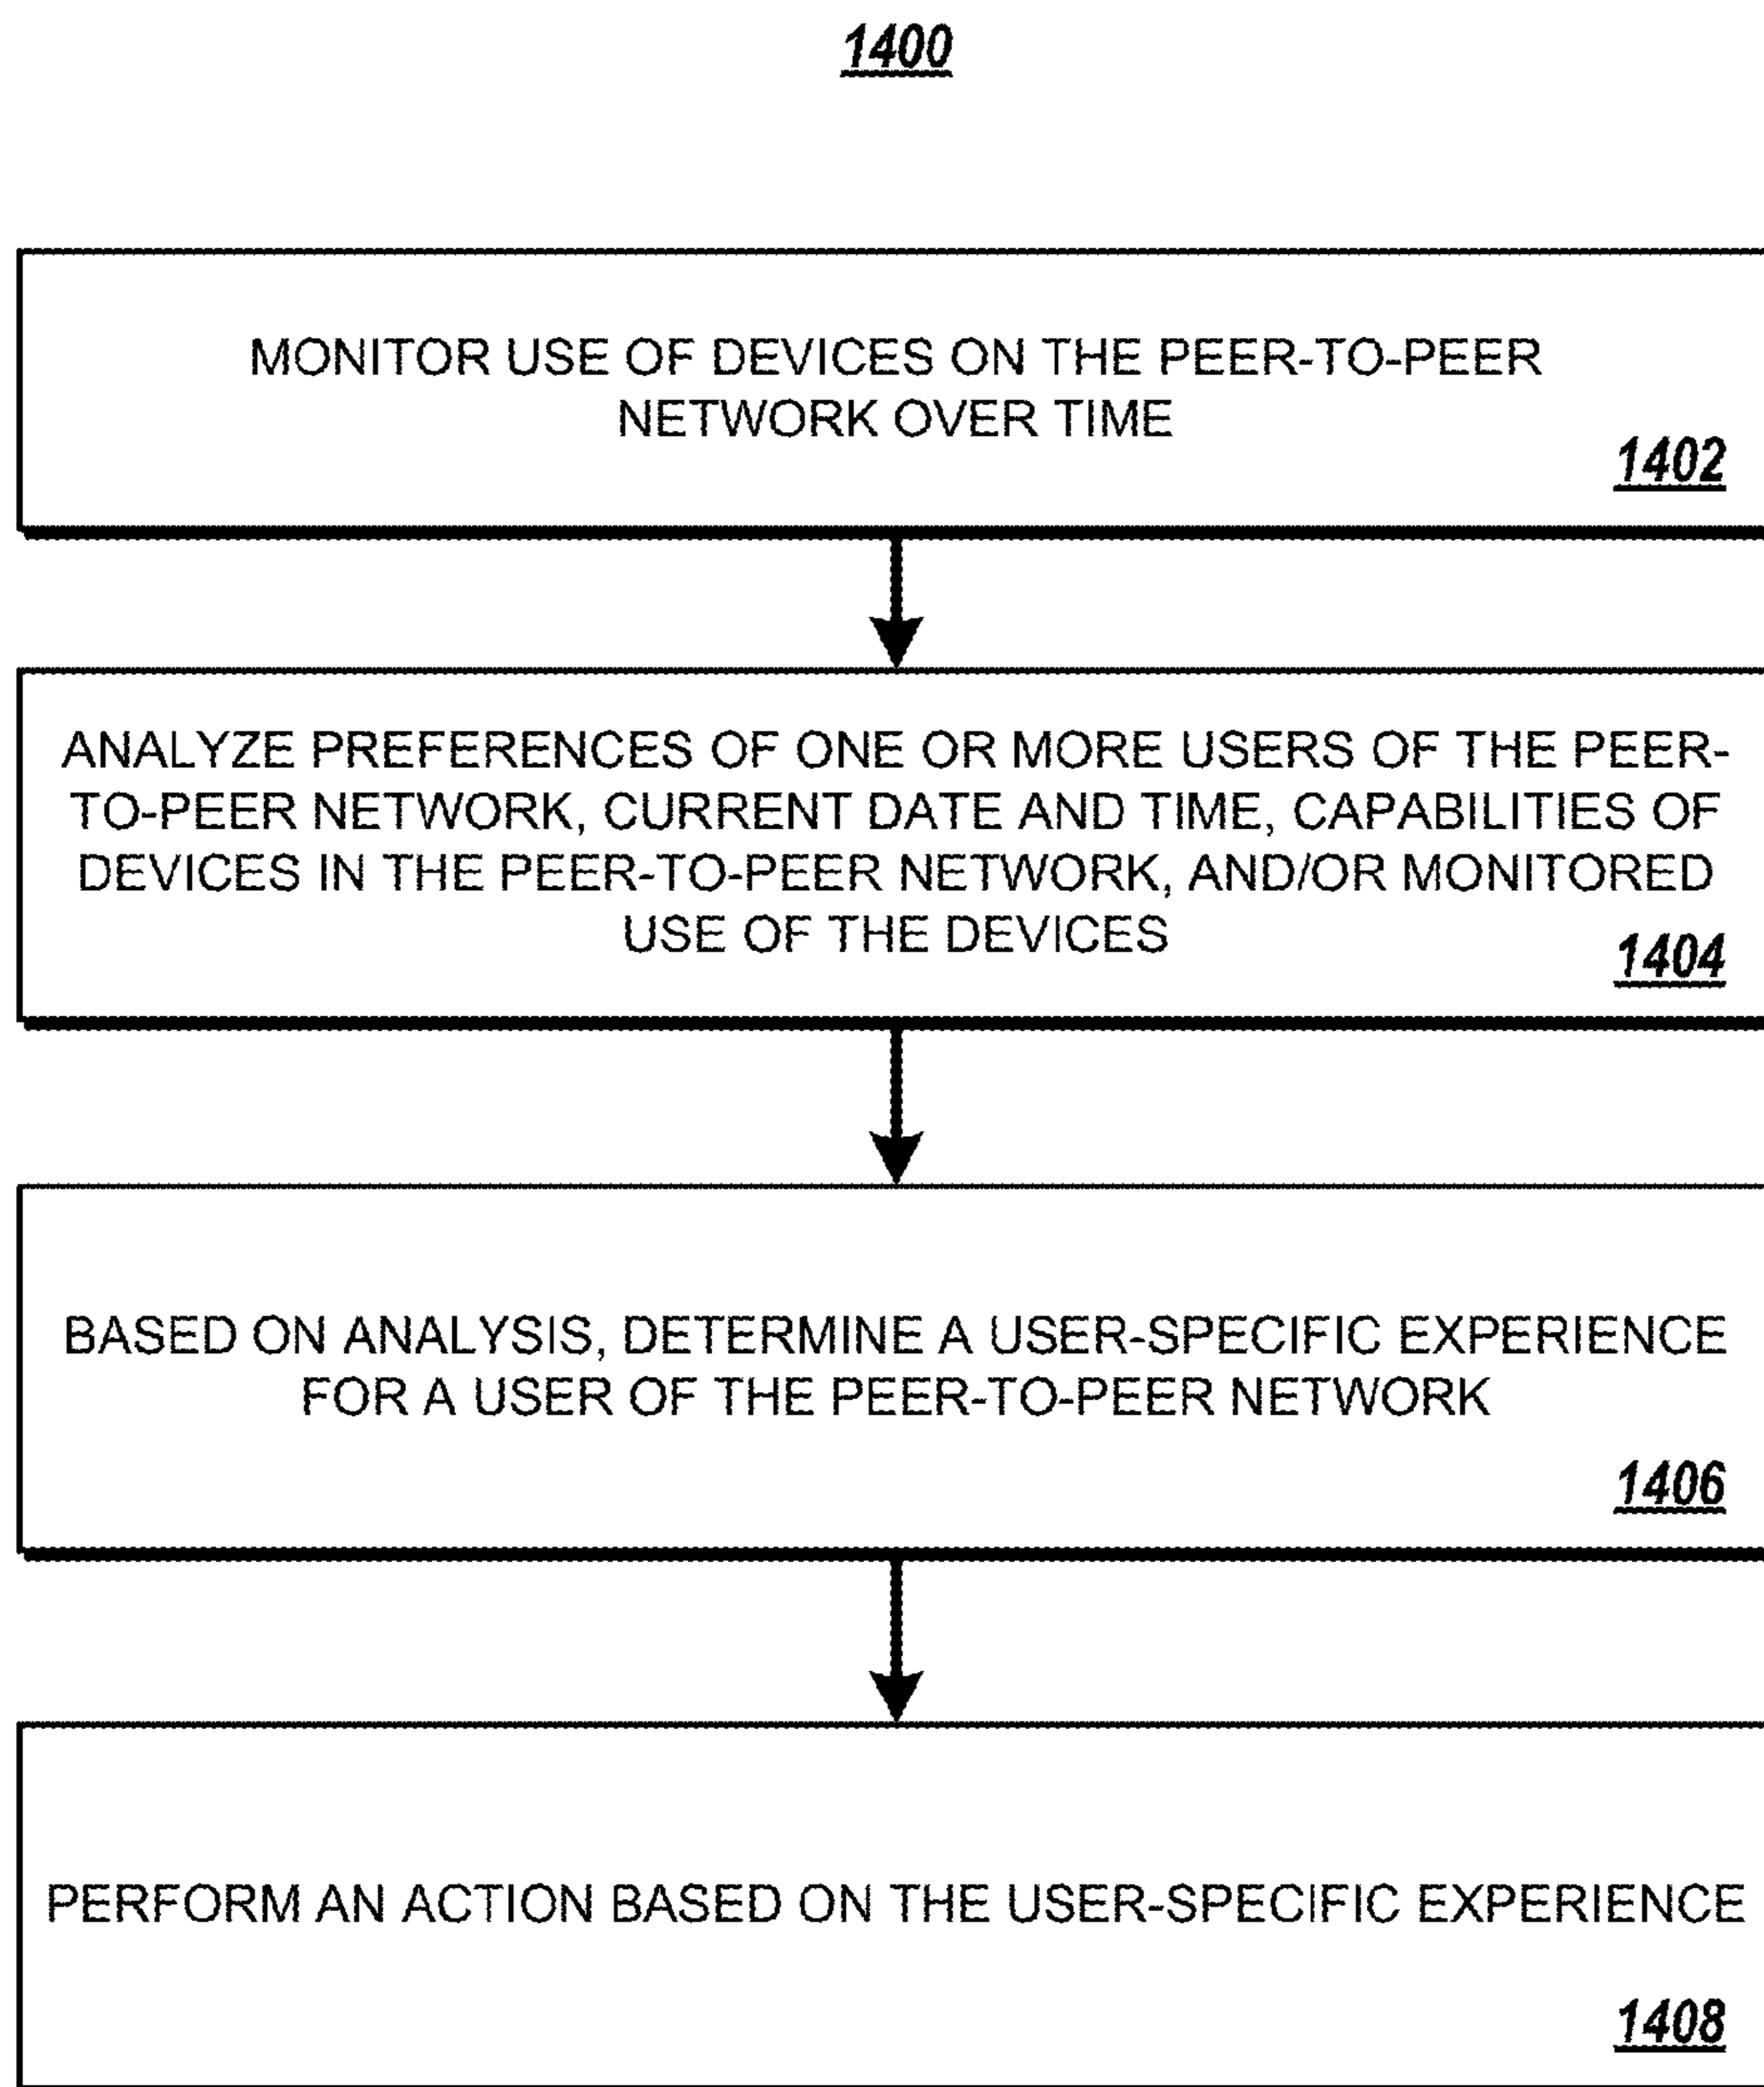 1400
MONITOR USE OF DEVICES ON THE PEER-TO-PEER
NETWORK OVER TIME
1402
ANALYZE PREFERENCES OF ONE OR MORE USERS OF THE PEER-
TO-PEER NETWORK, CURRENT DATE AND TIME, CAPABILITIES OF
DEVICES IN THE PEER-TO-PEER NETWORK, AND/OR MONITORED
USE OF THE DEVICES
1404
BASED ON ANALYSIS, DETERMINE A USER-SPECIFIC EXPERIENCE
FOR A USER OF THE PEER-TO-PEER NETWORK
1406
PERFORM AN ACTION BASED ON THE USER-SPECIFIC EXPERIENCE
1408